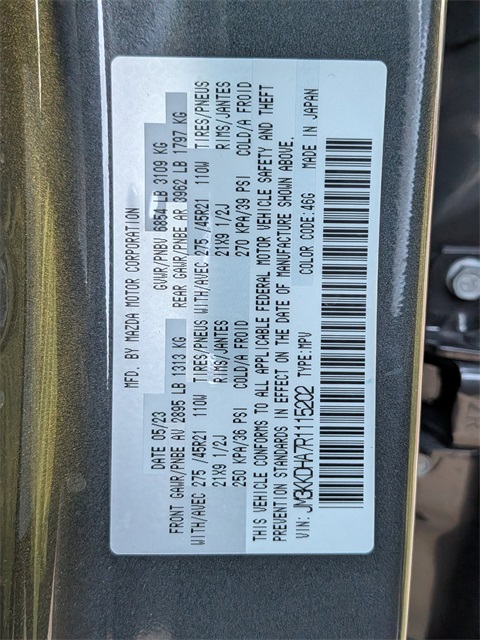 MFD. BY MAZDA MOTOR CORPORATION
DATE 05/23 GVWR/PNBV 6854 LB 3109 KG
FRONT GAWR/PNBE AV 2895 LB 1313 KG REAR GAWR/PNBE AR 3962 LB 1797 KG
WITH/AVEC 275 /45R21 110W TIRES/PNEUS WITH/AVEC 275 /45R21 110W TIRES/PNEUS
21X9 1/2J RIMS/JANTES 21X9 1/2J RIMS/JANTES
250 KPA/36 PSI COLD/A FROID 270 KPA/39 PSI COLD/A FROID
THIS VEHICLE CONFORMS TO ALL APPLICABLE FEDERAL MOTOR VEHICLE SAFETY AND THEFT
PREVENTION STANDARDS IN EFFECT ON THE DATE OF MANUFACTURE SHOWN ABOVE.
VIN: JM3KKDHA7R1115202 TYPE:MPV COLOR CODE:46G MADE IN JAPAN